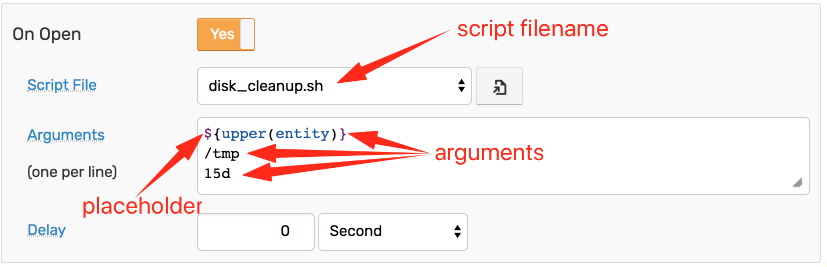 On Open
Yes
script filename
Script File
disk_cleanup.sh
Arguments
(one per line)
${upper(entity)}
/tmp
15d
arguments
placeholder
Delay
0
Second